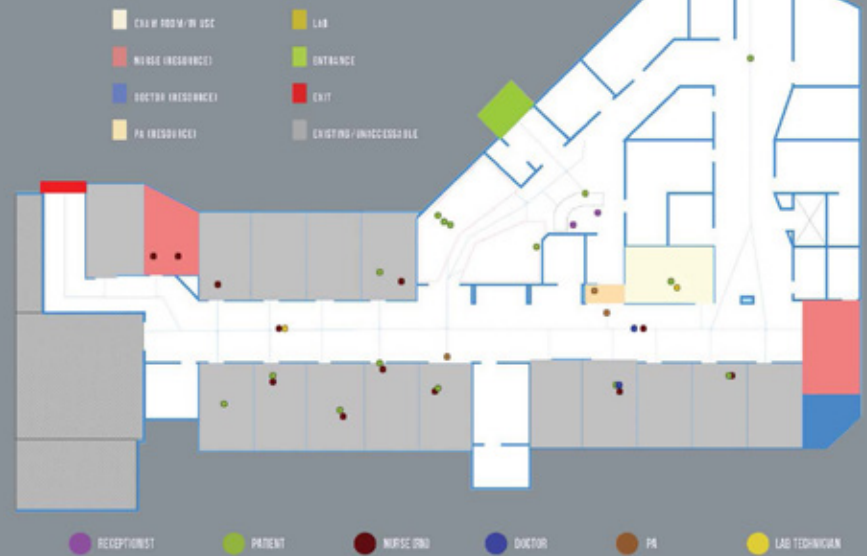 EXAM ROOM/IN USE
LAB
NURSE (RESOURCE)
ENTRANCE
DOCTOR (RESOURCE)
EXIT
PA (RESOURCE)
EXISTING/UNACCESSABLE
RECEPTIONIST
PATIENT
NURSE (RN)
DOCTOR
PA
LAB TECHNICIAN